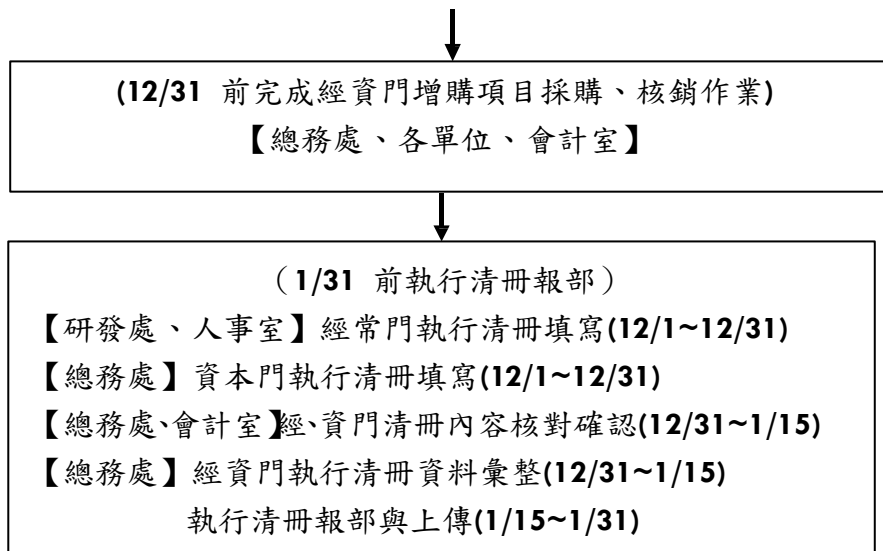 (12/31 前完成經資門增購項目採購、核銷作業)
【總務處、各單位、會計室】
（1/31 前執行清冊報部）
【研發處、人事室】經常門執行清冊填寫(12/1~12/31)
【總務處】資本門執行清冊填寫(12/1~12/31)
【總務處、會計室】經、資門清冊內容核對確認(12/31~1/15)
【總務處】經資門執行清冊資料彙整(12/31~1/15)
執行清冊報部與上傳(1/15~1/31)